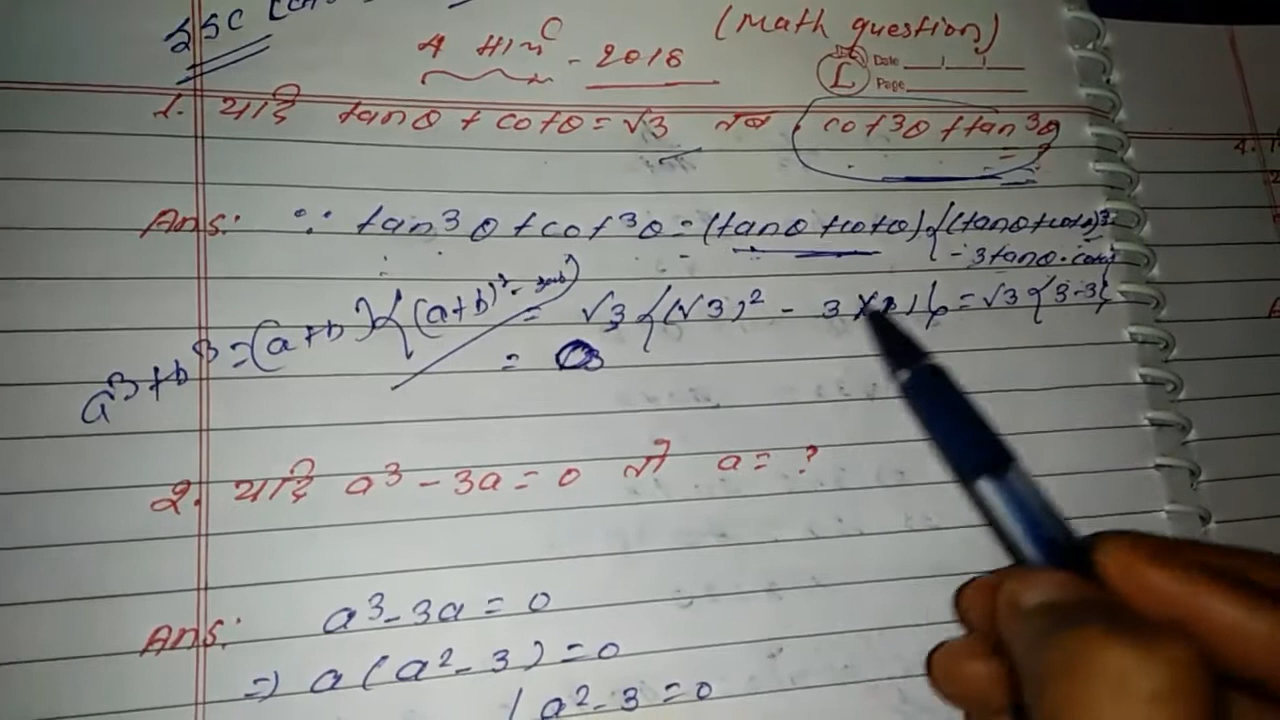 SSC
4 March - 2018 (Math question)
Date
Page
1. यदि tanθ + cotθ = √3 तब cot³θ + tan³θ
Ans: ∵ tan³θ + cot³θ = (tanθ + cotθ) {(tanθ + cotθ)²
- 3tanθ.cotθ
= √3 {(√3)² - 3×1} = √3 {3-3}
a³+b³ = (a+b) {(a+b)² - 3ab}
= 0
2. यदि a³ - 3a = 0 तो a = ?
Ans: a³ - 3a = 0
⇒ a(a² - 3) = 0
a² - 3 = 0